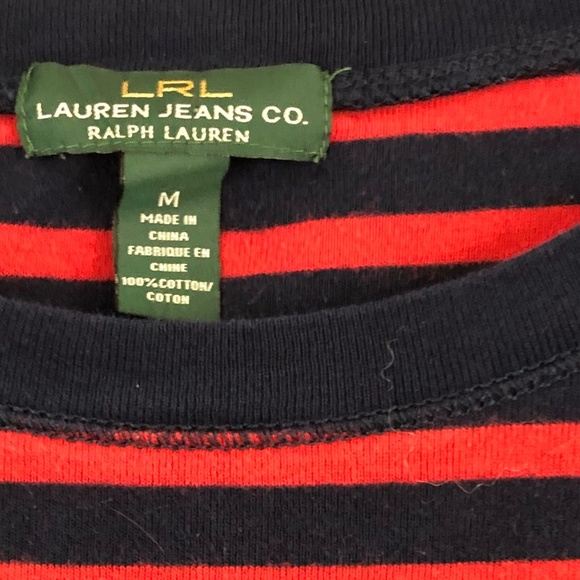 LRL
LAUREN JEANS CO.
RALPH LAUREN
M
MADE IN
CHINA
FABRIQUE EN
CHINE
100%COTTON/
COTON